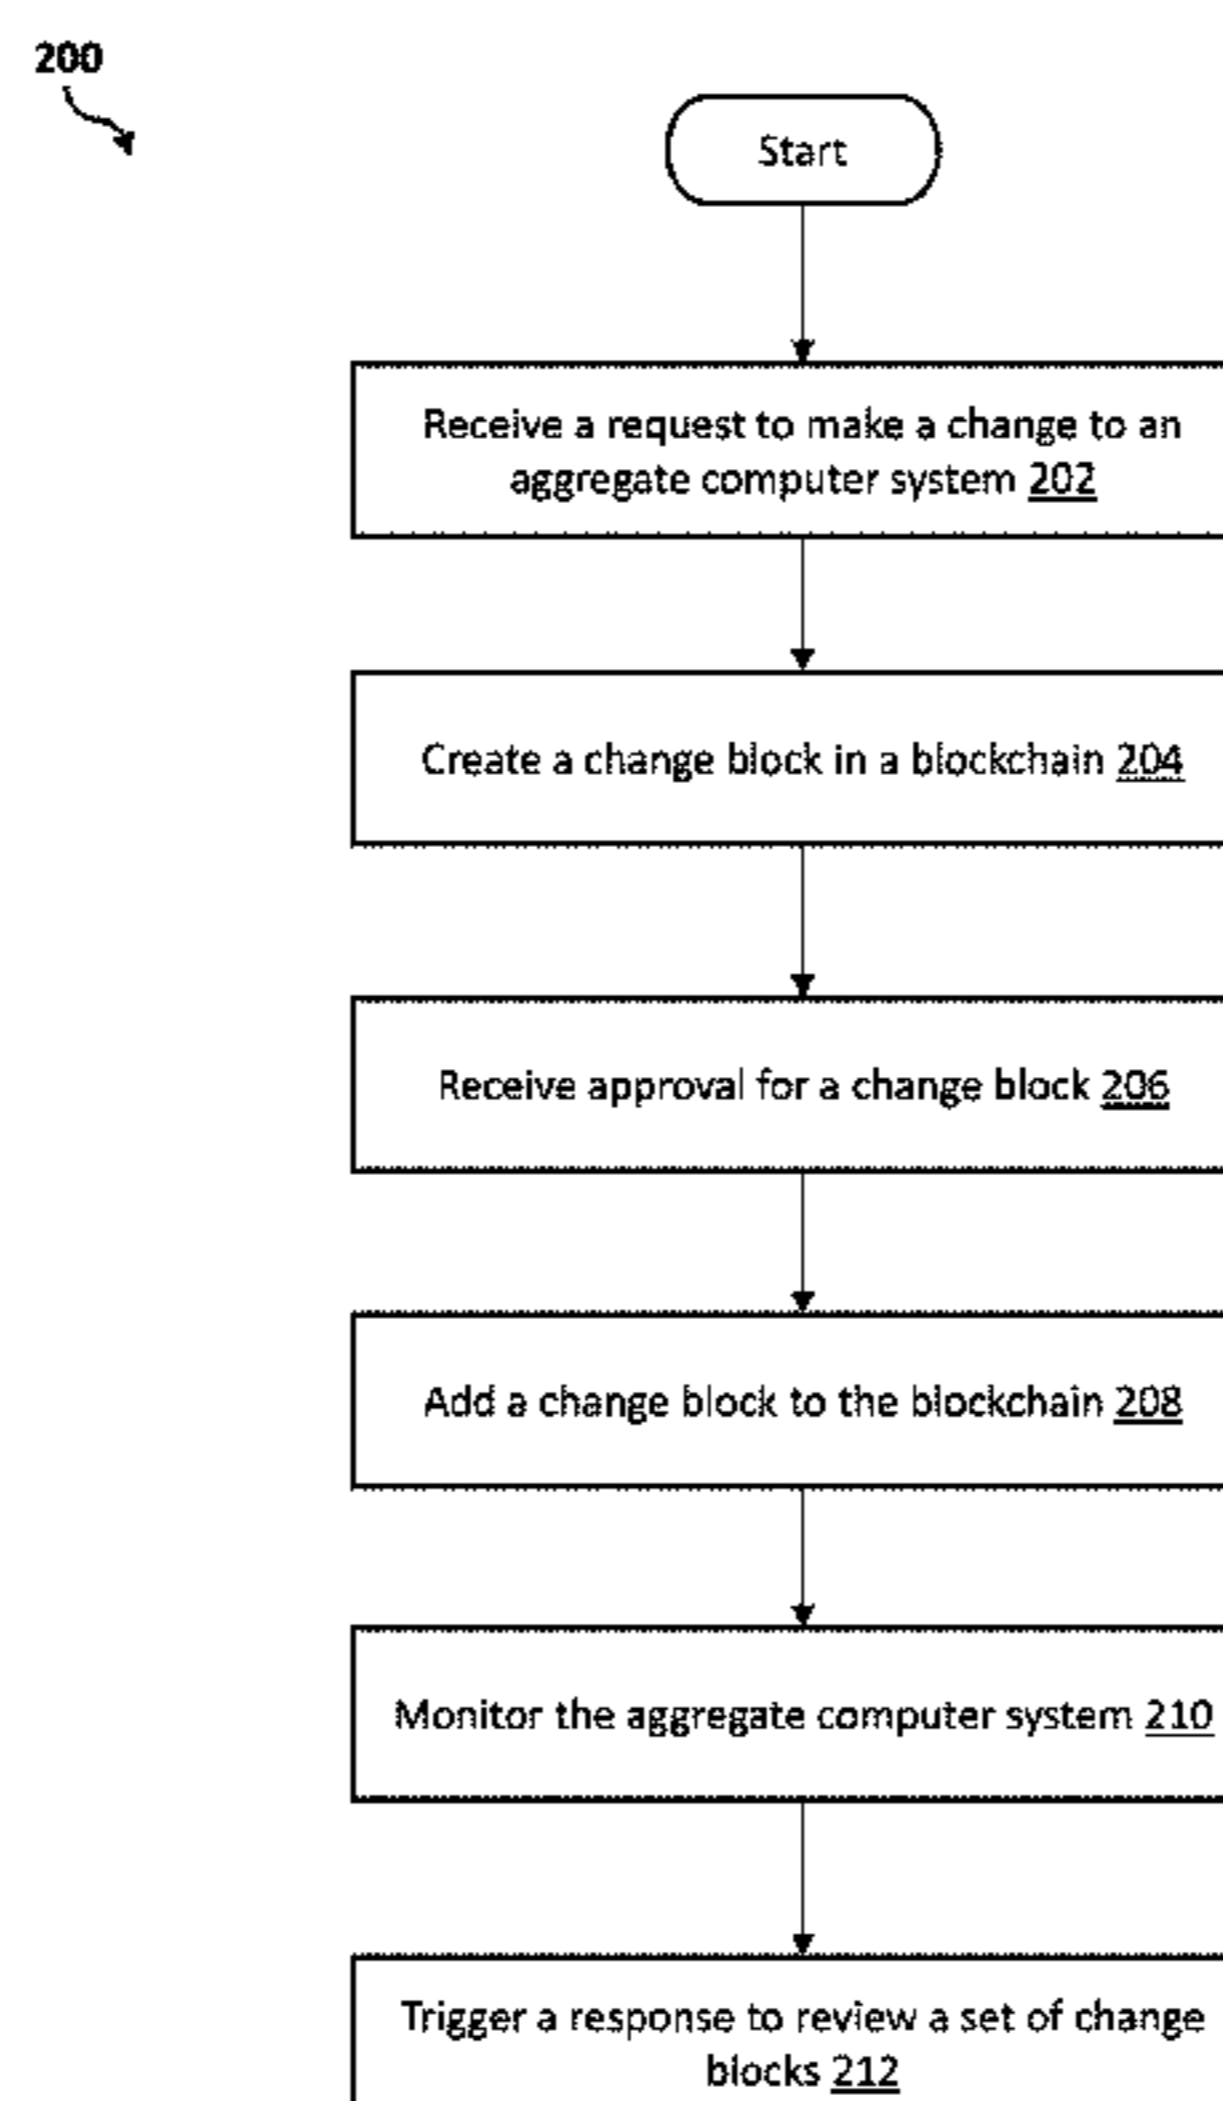 200
Start
Receive a request to make a change to an
aggregate computer system 202
Create a change block in a blockchain 204
Receive approval for a change block 206
Add a change block to the blockchain 208
Monitor the aggregate computer system 210
Trigger a response to review a set of change
blocks 212